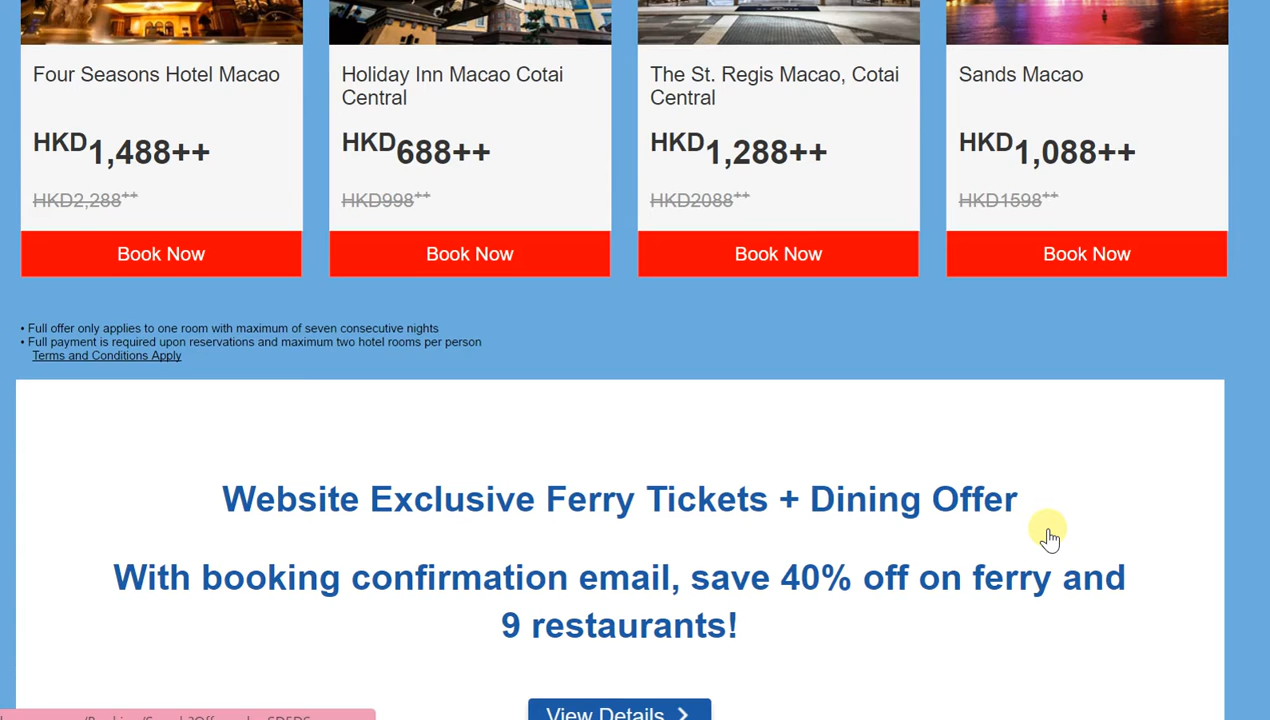 Four Seasons Hotel Macao
HKD1,488++
HKD2,288++
Book Now
Holiday Inn Macao Cotai
Central
HKD688++
HKD998++
Book Now
The St. Regis Macao, Cotai
Central
HKD1,288++
HKD2088++
Book Now
Sands Macao
HKD1,088++
HKD1598++
Book Now
• Full offer only applies to one room with maximum of seven consecutive nights
• Full payment is required upon reservations and maximum two hotel rooms per person
Terms and Conditions Apply
Website Exclusive Ferry Tickets + Dining Offer
With booking confirmation email, save 40% off on ferry and
9 restaurants!
View Details